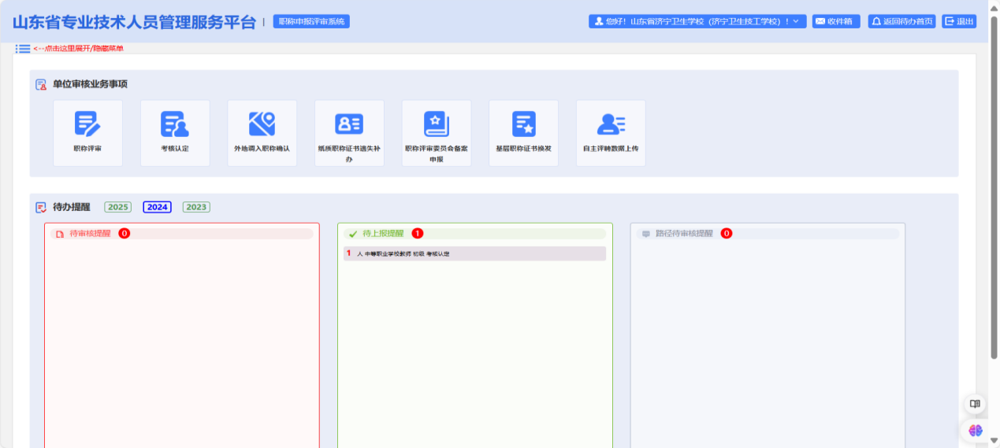 山东省专业技术人员管理服务平台 | 职称申报评审系统
您好！山东省济宁卫生学校（济宁卫生技工学校）！
收件箱
返回待办首页
退出
<--点击这里展开/隐藏菜单
单位审核业务事项
职称评审
考核认定
外地调入职称确认
纸质职称证书遗失补
办
职称评审委员会备案
申报
基层职称证书换发
自主评聘数据上传
待办提醒 2025 2024 2023
待审核提醒 0
待上报提醒 1
1 人 中等职业学校教师 初级 考核认定
路径待审核提醒 0